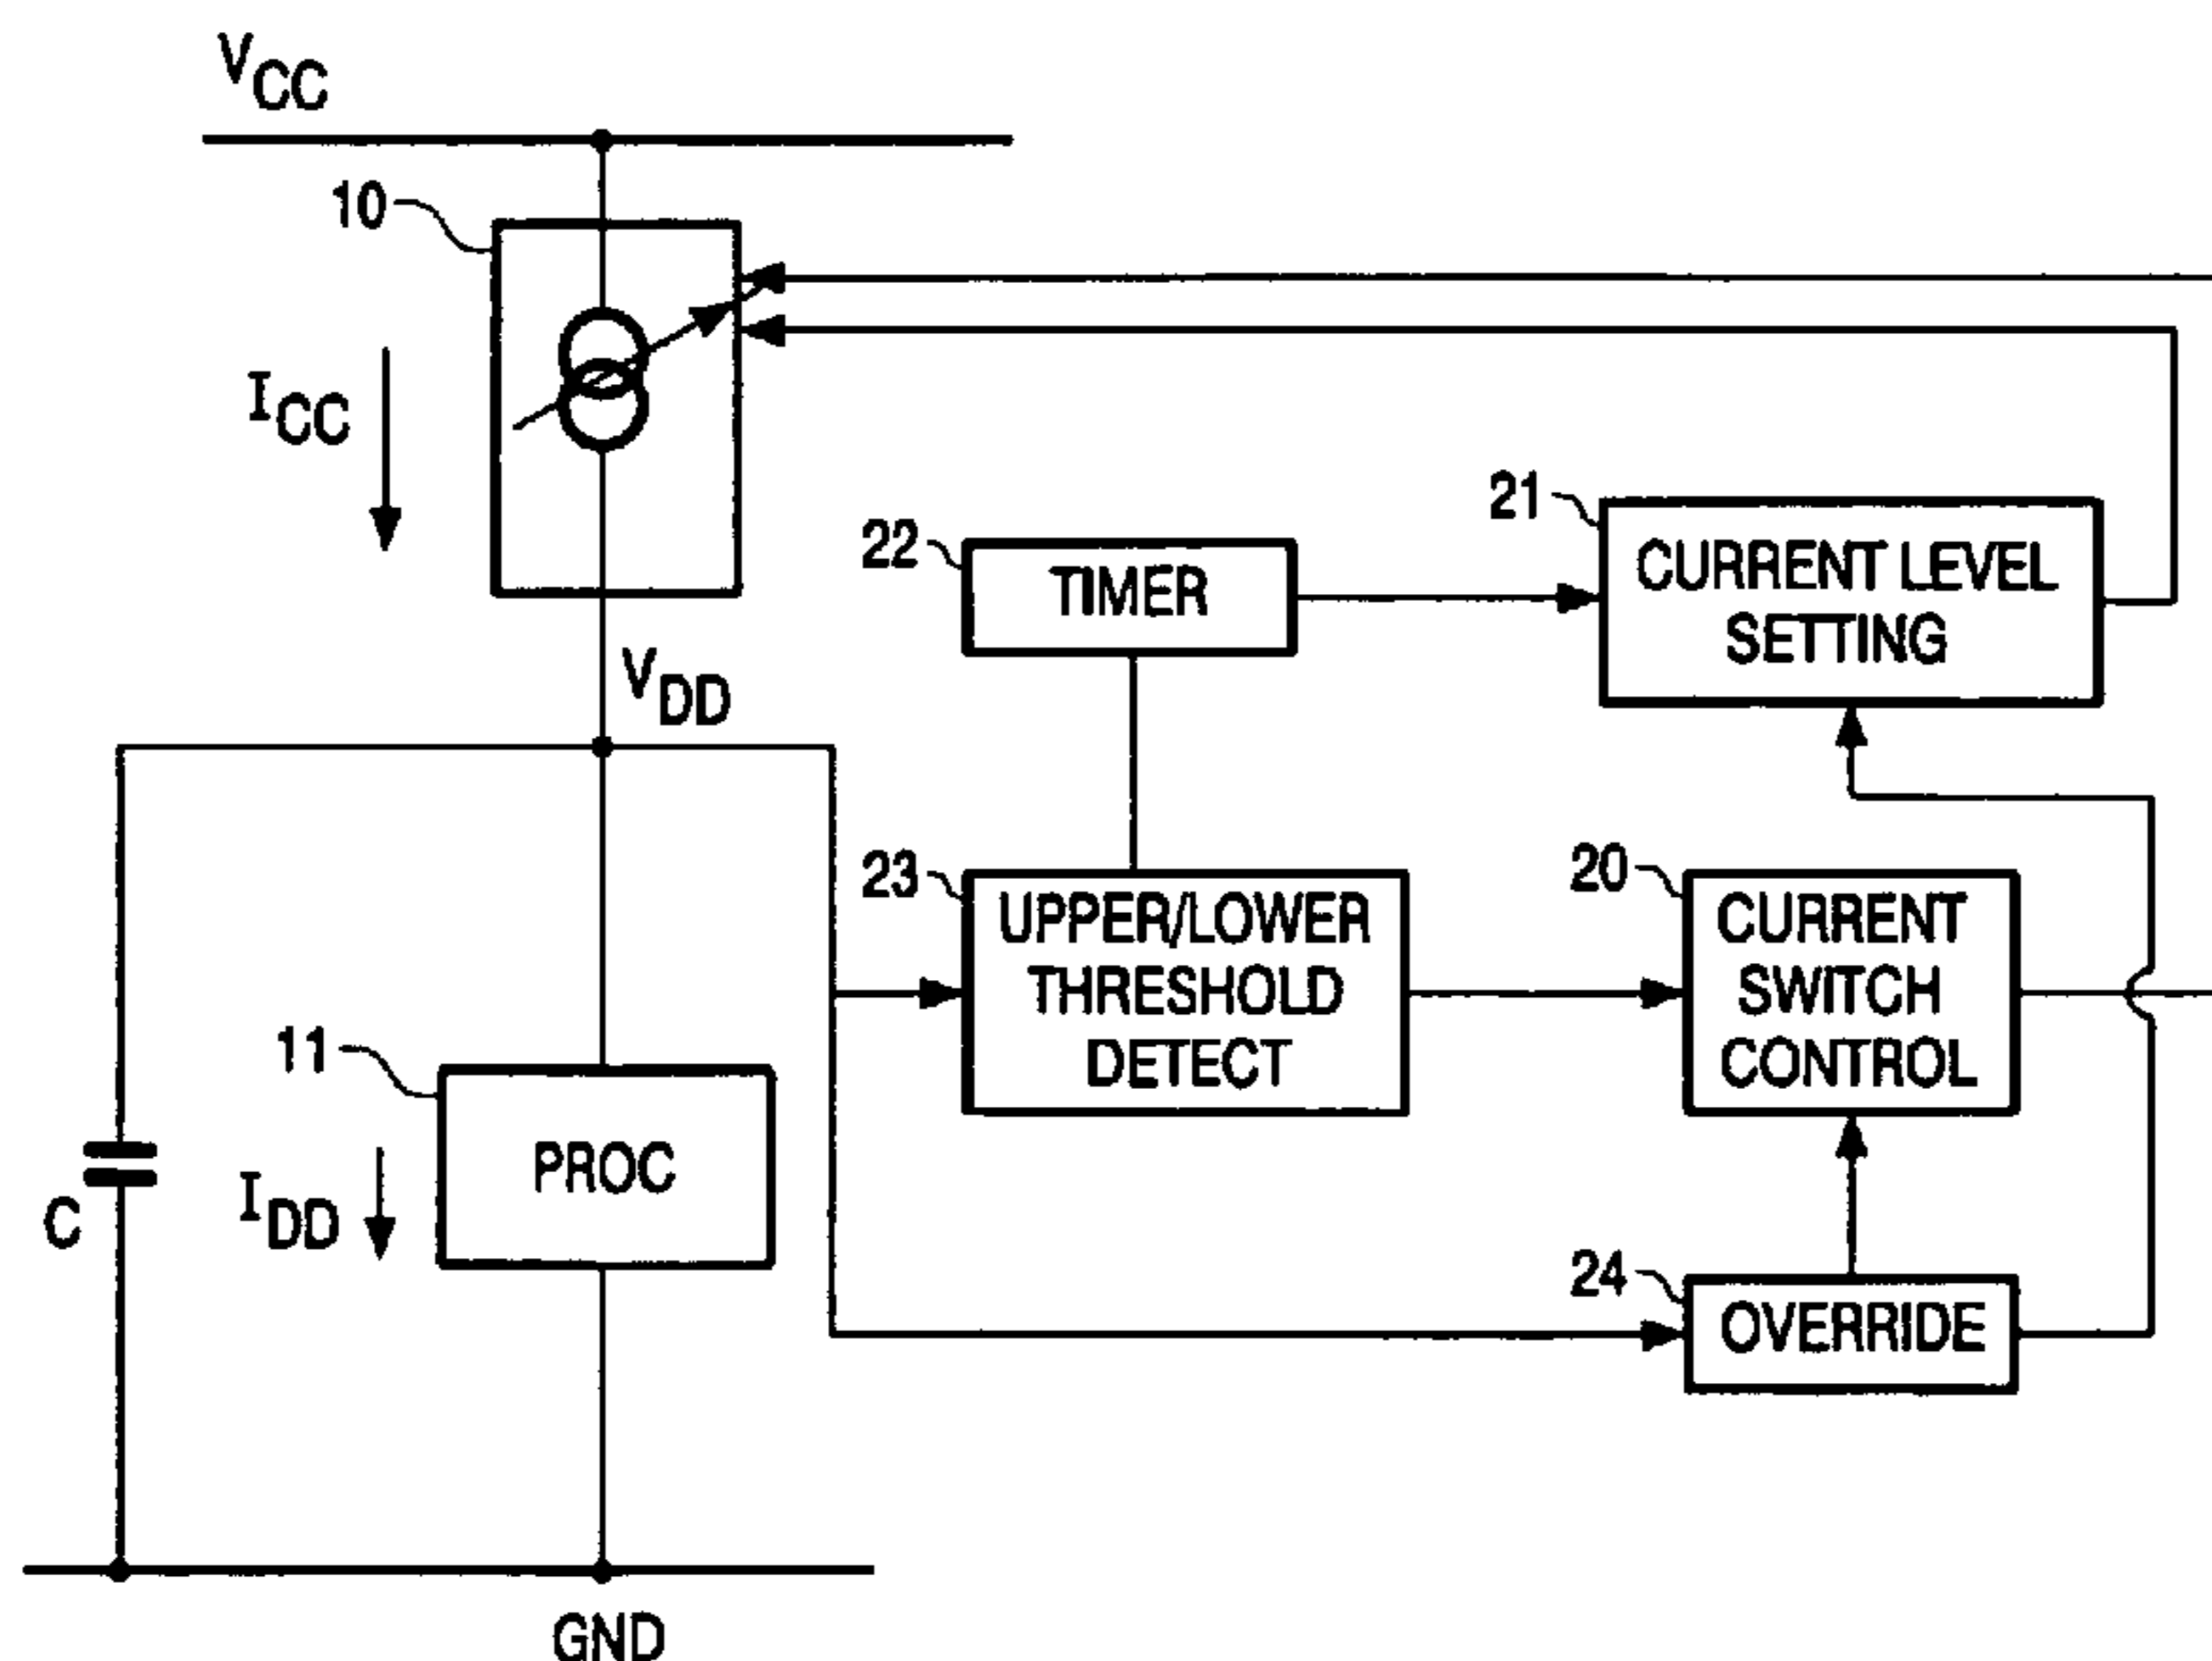 VCC
10
ICC
21
22
TIMER
CURRENT LEVEL
SETTING
VDD
23
UPPER/LOWER
THRESHOLD
DETECT
20
CURRENT
SWITCH
CONTROL
11
PROC
C
IDD
24
OVERRIDE
GND